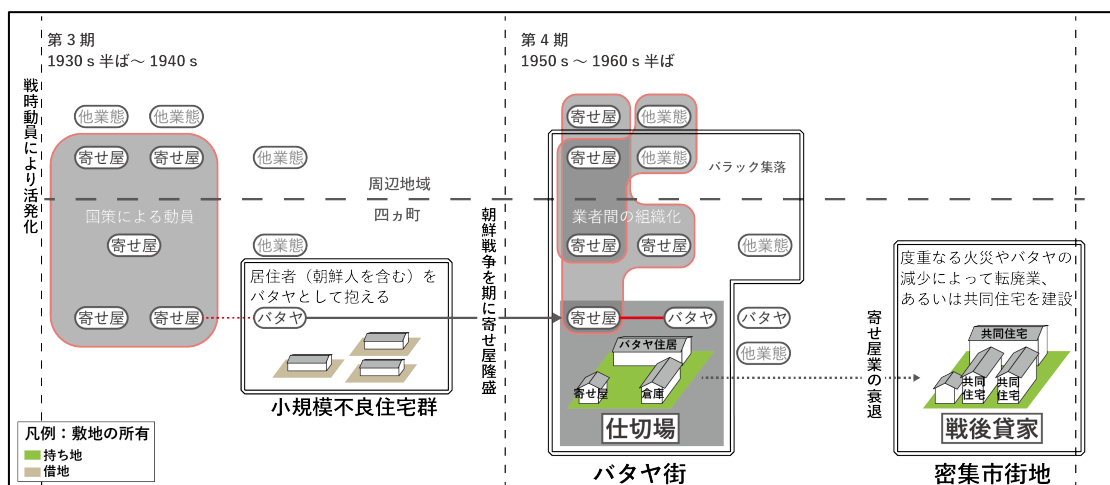 第3期
1930s半ば～1940s
戦時動員により活発化
他業態
他業態
寄せ屋
寄せ屋
他業態
周辺地域
四ヵ町
国策による動員
寄せ屋
他業態
居住者（朝鮮人を含む）を
バタヤとして抱える
寄せ屋
寄せ屋
バタヤ
小規模不良住宅群
凡例：敷地の所有
持ち地
借地
朝鮮戦争を期に寄せ屋隆盛
第4期
1950s～1960s半ば
寄せ屋
他業態
寄せ屋
他業態
バラック集落
業者間の組織化
寄せ屋
寄せ屋
他業態
寄せ屋
バタヤ
バタヤ
他業態
バタヤ住居
寄せ屋
倉庫
仕切場
バタヤ街
寄せ屋業の衰退
度重なる火災やバタヤの
減少によって転廃業、
あるいは共同住宅を建設
共同住宅
共同
住宅
共同
住宅
戦後貸家
密集市街地